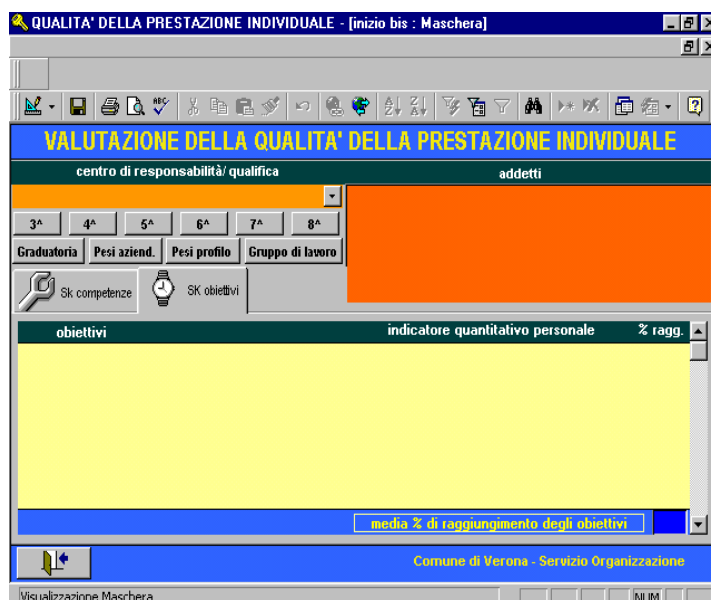 QUALITA' DELLA PRESTAZIONE INDIVIDUALE - [inizio bis : Maschera]
ABC
VALUTAZIONE DELLA QUALITA' DELLA PRESTAZIONE INDIVIDUALE
centro di responsabilità/ qualifica addetti
3^ 4^ 5^ 6^ 7^ 8^
Graduatoria Pesi aziend. Pesi profilo Gruppo di lavoro
Sk competenze SK obiettivi
obiettivi indicatore quantitativo personale % ragg.
media % di raggiungimento degli obiettivi
Comune di Verona - Servizio Organizzazione
Visualizzazione Maschera NUM